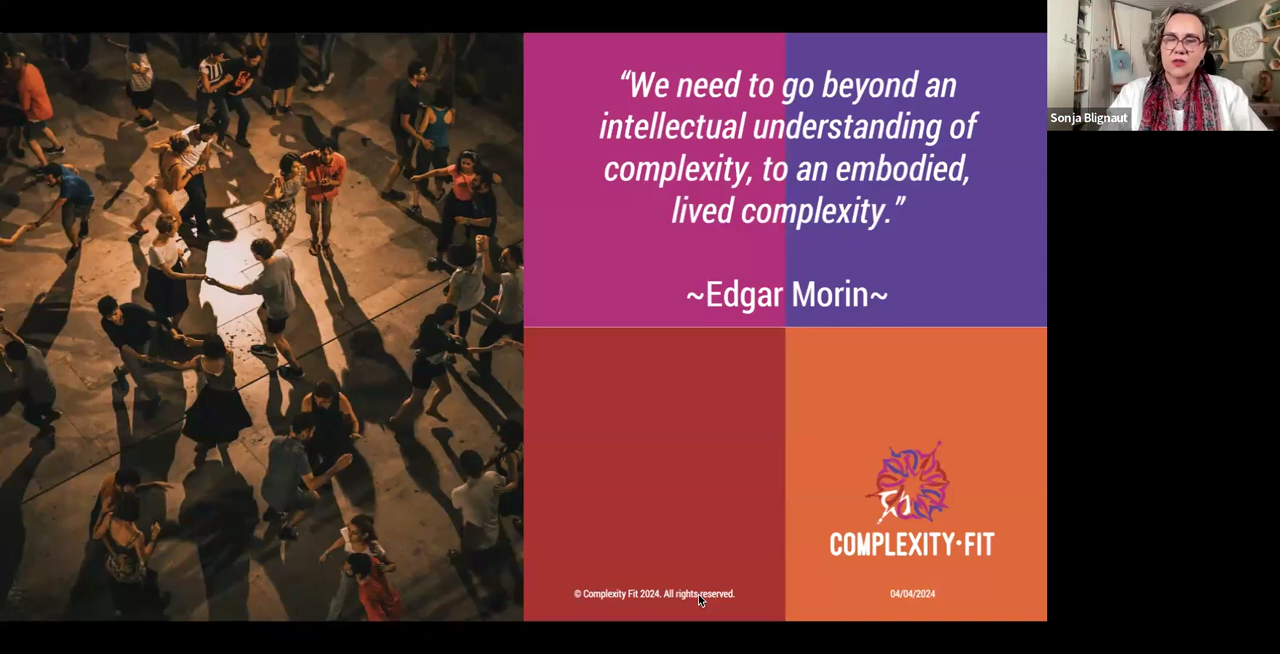 “We need to go beyond an
intellectual understanding of
complexity, to an embodied,
lived complexity.”
~Edgar Morin~
COMPLEXITY·FIT
© Complexity Fit 2024. All rights reserved.
04/04/2024
Sonja Blignaut